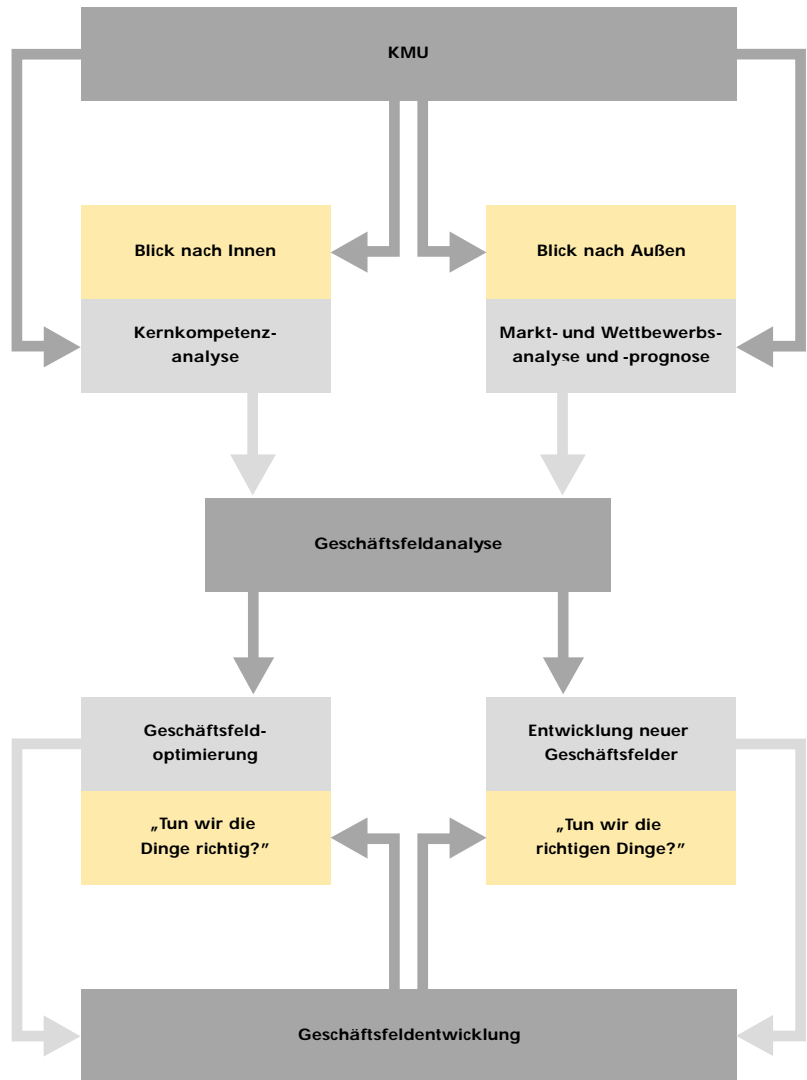 KMU
Blick nach Innen
Kernkompetenz-
analyse
Blick nach Außen
Markt- und Wettbewerbs-
analyse und -prognose
Geschäftsfeldanalyse
Geschäftsfeld-
optimierung
„Tun wir die
Dinge richtig?”
Entwicklung neuer
Geschäftsfelder
„Tun wir die
richtigen Dinge?”
Geschäftsfeldentwicklung